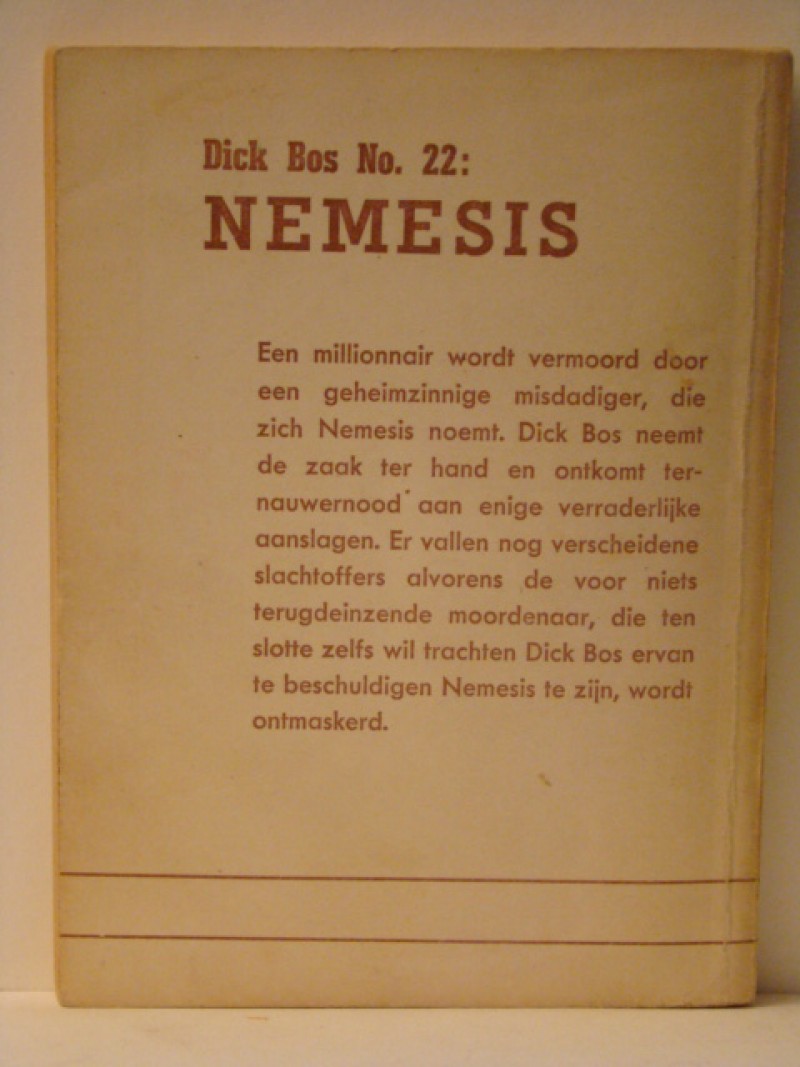 Dick Bos No. 22:
NEMESIS
Een millionnair wordt vermoord door
een geheimzinnige misdadiger, die
zich Nemesis noemt. Dick Bos neemt
de zaak ter hand en ontkomt ter-
nauwernood aan enige verraderlijke
aanslagen. Er vallen nog verscheidene
slachtoffers alvorens de voor niets
terugdeinzende moordenaar, die ten
slotte zelfs wil trachten Dick Bos ervan
te beschuldigen Nemesis te zijn, wordt
ontmaskerd.